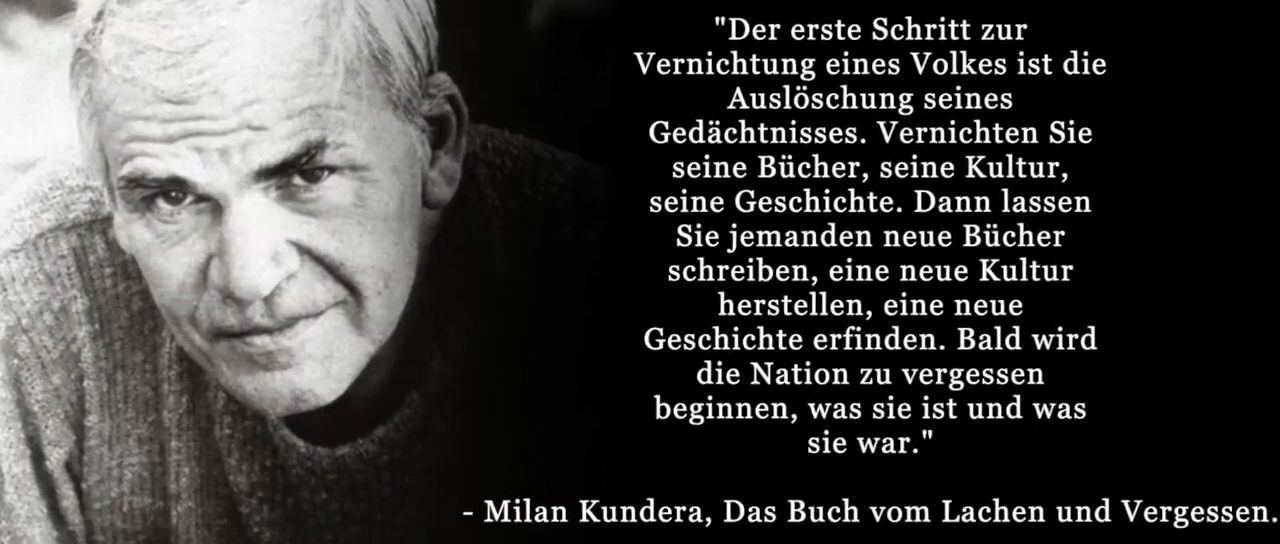 "Der erste Schritt zur
Vernichtung eines Volkes ist die
Auslöschung seines
Gedächtnisses. Vernichten Sie
seine Bücher, seine Kultur,
seine Geschichte. Dann lassen
Sie jemanden neue Bücher
schreiben, eine neue Kultur
herstellen, eine neue
Geschichte erfinden. Bald wird
die Nation zu vergessen
beginnen, was sie ist und was
sie war."
- Milan Kundera, Das Buch vom Lachen und Vergessen.